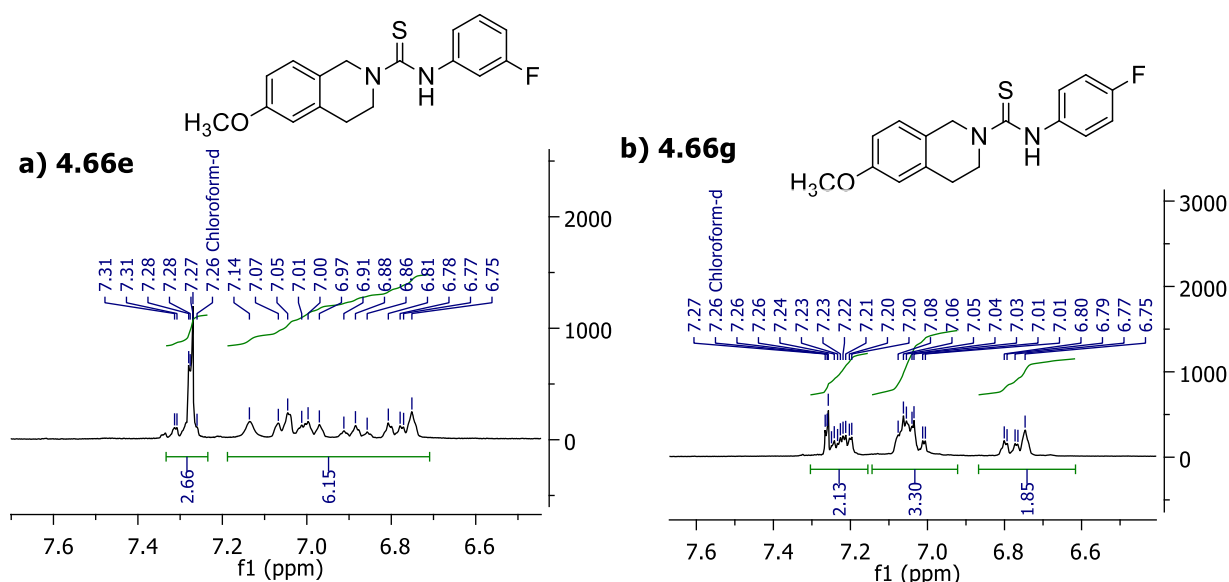 S
N
N
H
F
H₃CO
a) 4.66e
7.31
7.31
7.28
7.28
7.27
7.26 Chloroform-d
7.14
7.07
7.05
7.01
7.00
6.97
6.91
6.88
6.86
6.81
6.78
6.77
6.75
2000
1000
0
2.66
6.15
7.6 7.4 7.2 7.0 6.8 6.6
f1 (ppm)
F
S
N
N
H
H₃CO
b) 4.66g
7.27
7.26 Chloroform-d
7.26
7.26
7.24
7.23
7.23
7.22
7.21
7.20
7.20
7.08
7.06
7.05
7.04
7.03
7.01
7.01
6.80
6.79
6.77
6.75
3000
2000
1000
0
2.13
3.30
1.85
7.6 7.4 7.2 7.0 6.8 6.6
f1 (ppm)